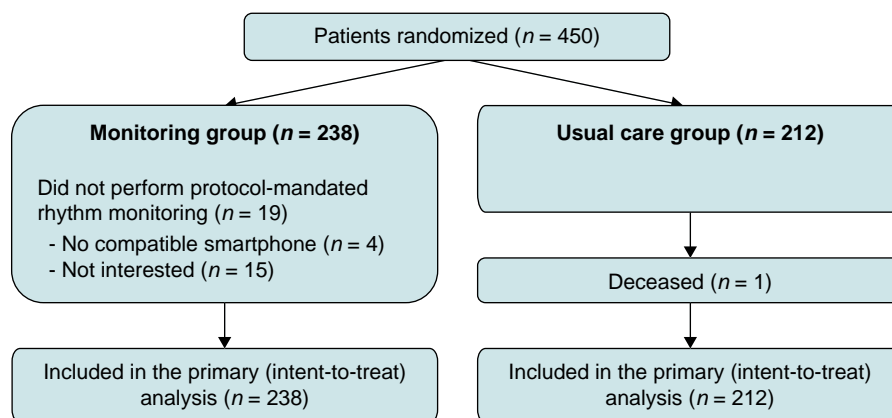 Patients randomized (n = 450)
Monitoring group (n = 238)
Did not perform protocol-mandated
rhythm monitoring (n = 19)
- No compatible smartphone (n = 4)
- Not interested (n = 15)
Usual care group (n = 212)
Deceased (n = 1)
Included in the primary (intent-to-treat)
analysis (n = 238)
Included in the primary (intent-to-treat)
analysis (n = 212)